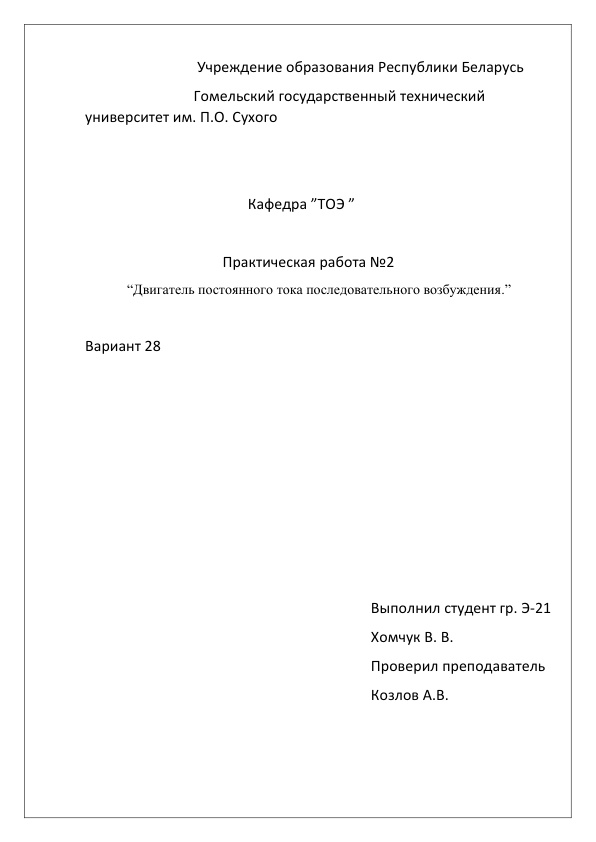 Учреждение образования Республики Беларусь
Гомельский государственный технический
университет им. П.О. Сухого
Кафедра ”ТОЭ ”
Практическая работа №2
“Двигатель постоянного тока последовательного возбуждения.”
Вариант 28
Выполнил студент гр. Э-21
Хомчук В. В.
Проверил преподаватель
Козлов А.В.